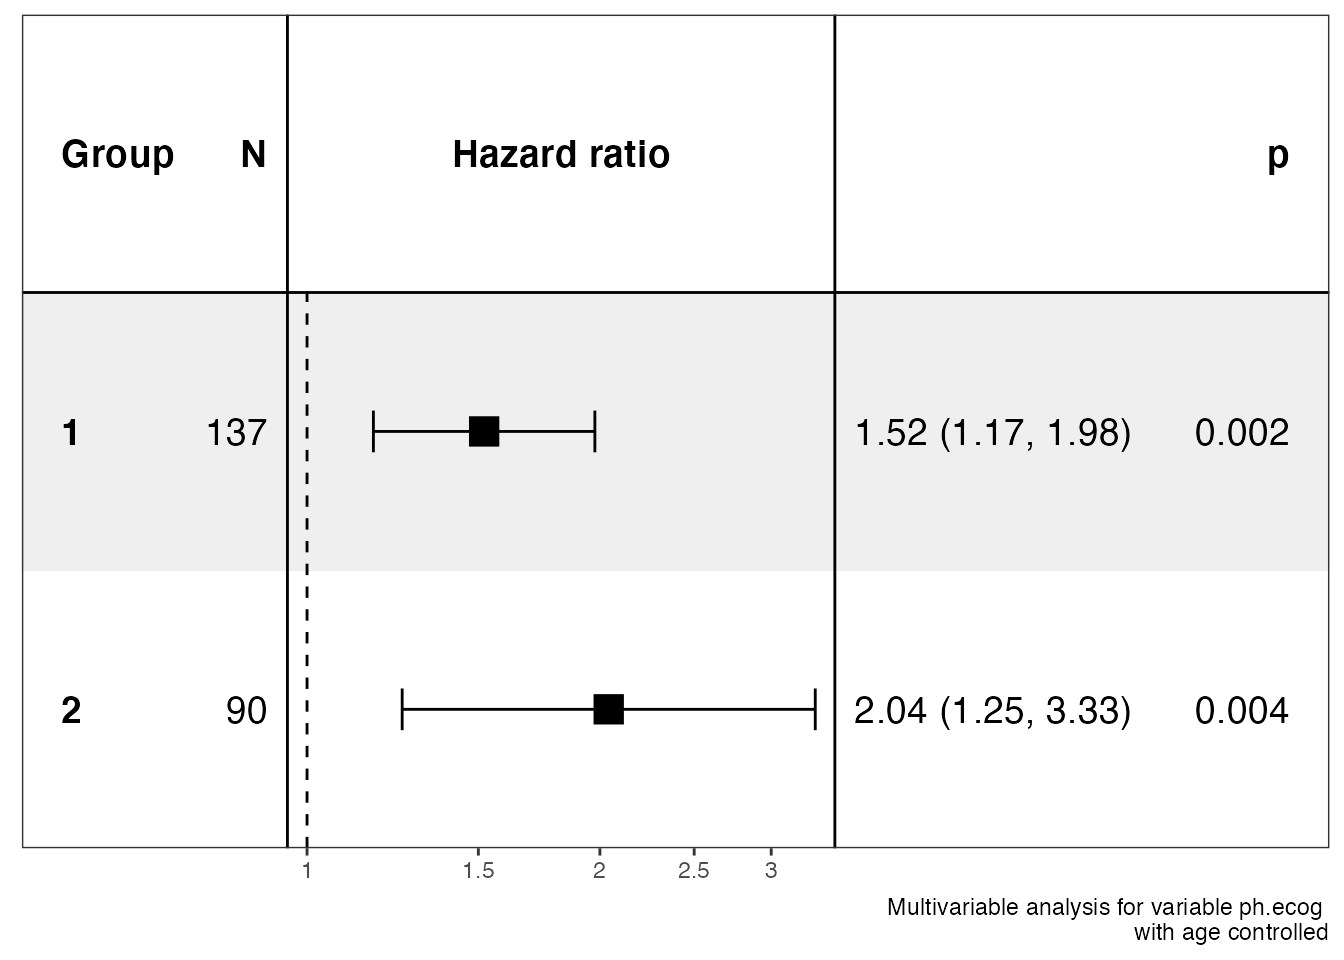 Group N Hazard ratio p
1 137 1.52 (1.17, 1.98) 0.002
2 90 2.04 (1.25, 3.33) 0.004
1 1.5 2 2.5 3
Multivariable analysis for variable ph.ecog
with age controlled